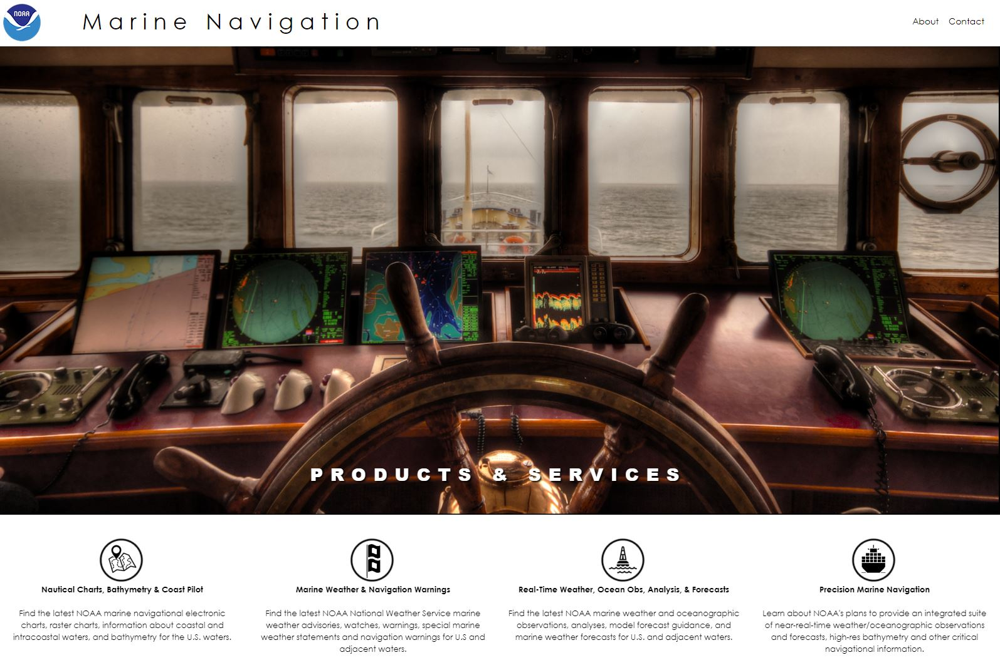 NOAA
Marine Navigation
About Contact
PRODUCTS & SERVICES
Nautical Charts, Bathymetry & Coast Pilot
Find the latest NOAA marine navigational electronic
charts, raster charts, information about coastal and
intracoastal waters, and bathymetry for the U.S. waters.
Marine Weather & Navigation Warnings
Find the latest NOAA National Weather Service marine
weather advisories, watches, warnings, special marine
weather statements and navigation warnings for U.S and
adjacent waters.
Real-Time Weather, Ocean Obs, Analysis, & Forecasts
Find the latest NOAA marine weather and oceanographic
observations, analyses, model forecast guidance, and
marine weather forecasts for U.S. and adjacent waters.
Precision Marine Navigation
Learn about NOAA's plans to provide an integrated suite
of near-real-time weather/oceanographic observations
and forecasts, high-res bathymetry and other critical
navigational information.